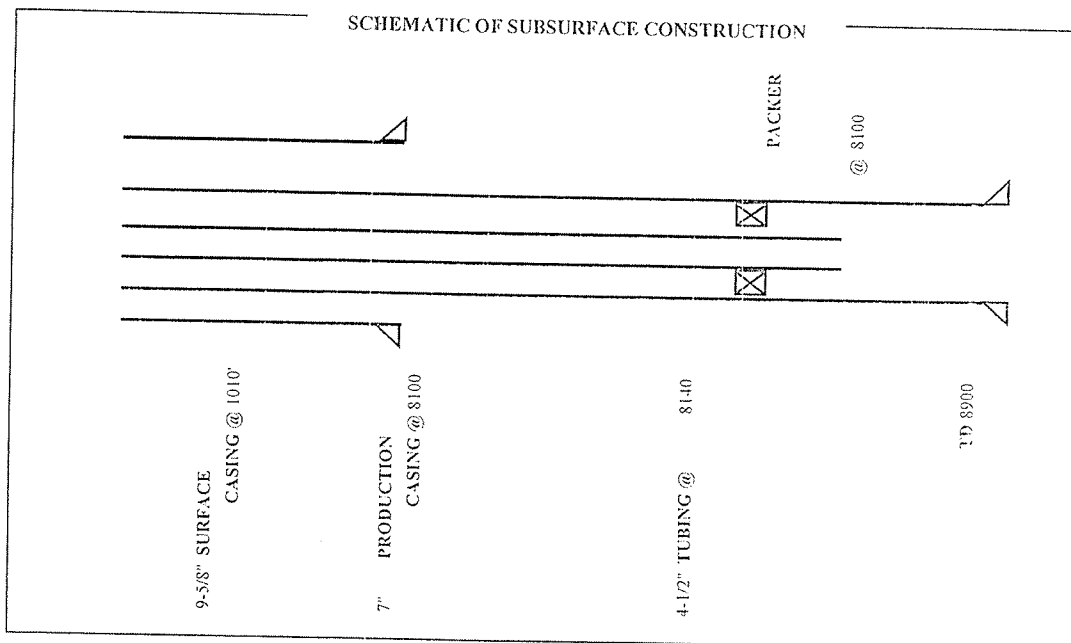 SCHEMATIC OF SUBSURFACE CONSTRUCTION
PACKER
@ 8100
9-5/8" SURFACE
CASING @ 1010'
7" PRODUCTION
CASING @ 8100
4-1/2" TUBING @ 8140
TD 8900